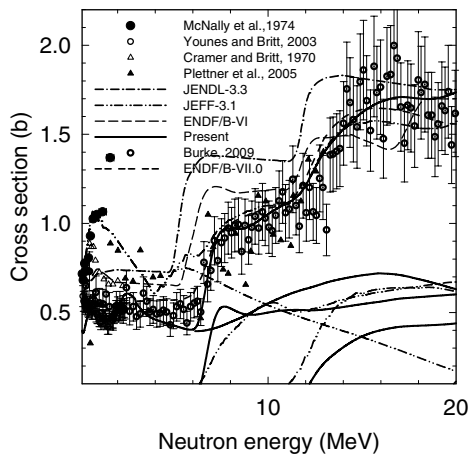 McNally et al.,1974
Younes and Britt, 2003
Cramer and Britt, 1970
Plettner et al., 2005
JENDL-3.3
JEFF-3.1
ENDF/B-VI
Present
Burke, 2009
ENDF/B-VII.0
Cross section (b)
2.0
1.5
1.0
0.5
10
20
Neutron energy (MeV)